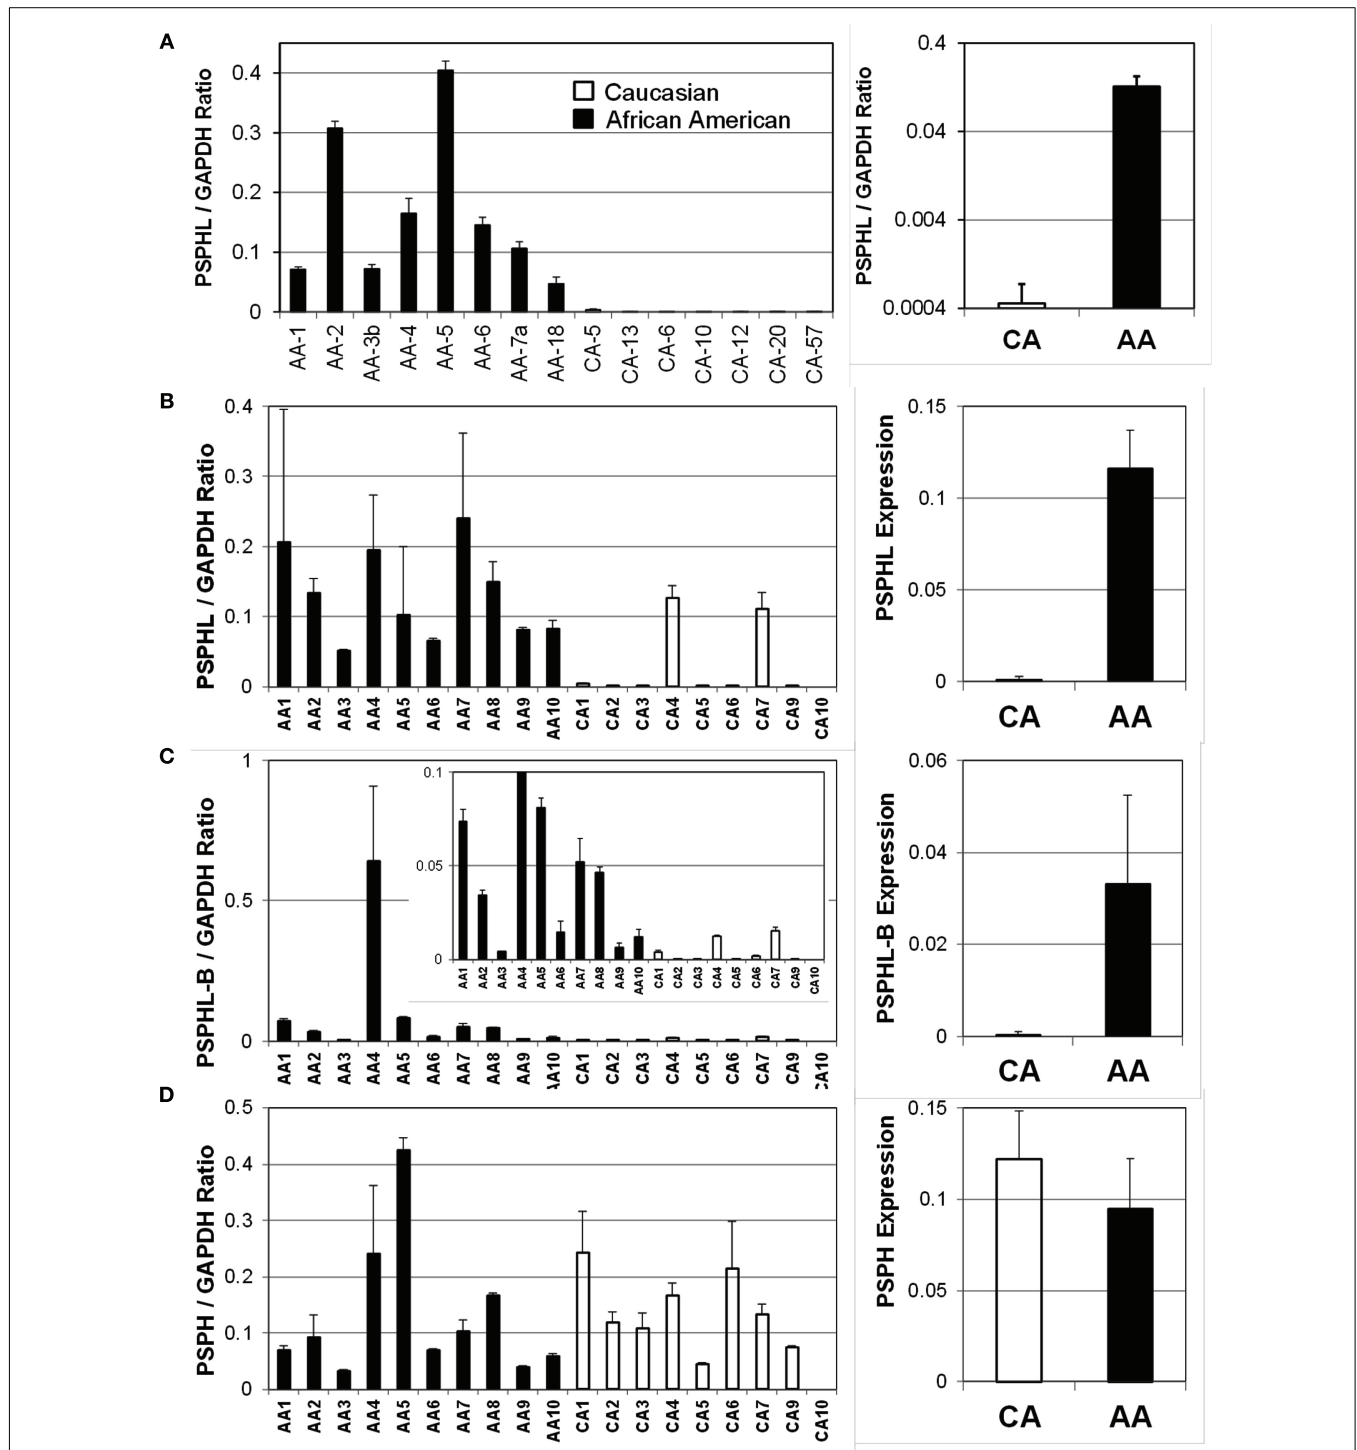 A
PSPHL / GAPDH Ratio
0.4
0.3
0.2
0.1
0
Caucasian
African American
AA-1 AA-2 AA-3b AA-4 AA-5 AA-6 AA-7a AA-18 CA-5 CA-13 CA-6 CA-10 CA-12 CA-20 CA-57
PSPHL / GAPDH Ratio
0.4
0.04
0.004
0.0004
CA AA
B
PSPHL / GAPDH Ratio
0.4
0.3
0.2
0.1
0
AA1 AA2 AA3 AA4 AA5 AA6 AA7 AA8 AA9 AA10 CA1 CA2 CA3 CA4 CA5 CA6 CA7 CA9 CA10
PSPHL Expression
0.15
0.1
0.05
0
CA AA
C
PSPHL-B / GAPDH Ratio
1
0.5
0
AA1 AA2 AA3 AA4 AA5 AA6 AA7 AA8 AA9 AA10 CA1 CA2 CA3 CA4 CA5 CA6 CA7 CA9 CA10
0.1
0.05
0
AA1 AA2 AA3 AA4 AA5 AA6 AA7 AA8 AA9 AA10 CA1 CA2 CA3 CA4 CA5 CA6 CA7 CA9 CA10
PSPHL-B Expression
0.06
0.04
0.02
0
CA AA
D
PSPH / GAPDH Ratio
0.5
0.4
0.3
0.2
0.1
0
AA1 AA2 AA3 AA4 AA5 AA6 AA7 AA8 AA9 AA10 CA1 CA2 CA3 CA4 CA5 CA6 CA7 CA9 CA10
PSPH Expression
0.15
0.1
0.05
0
CA AA